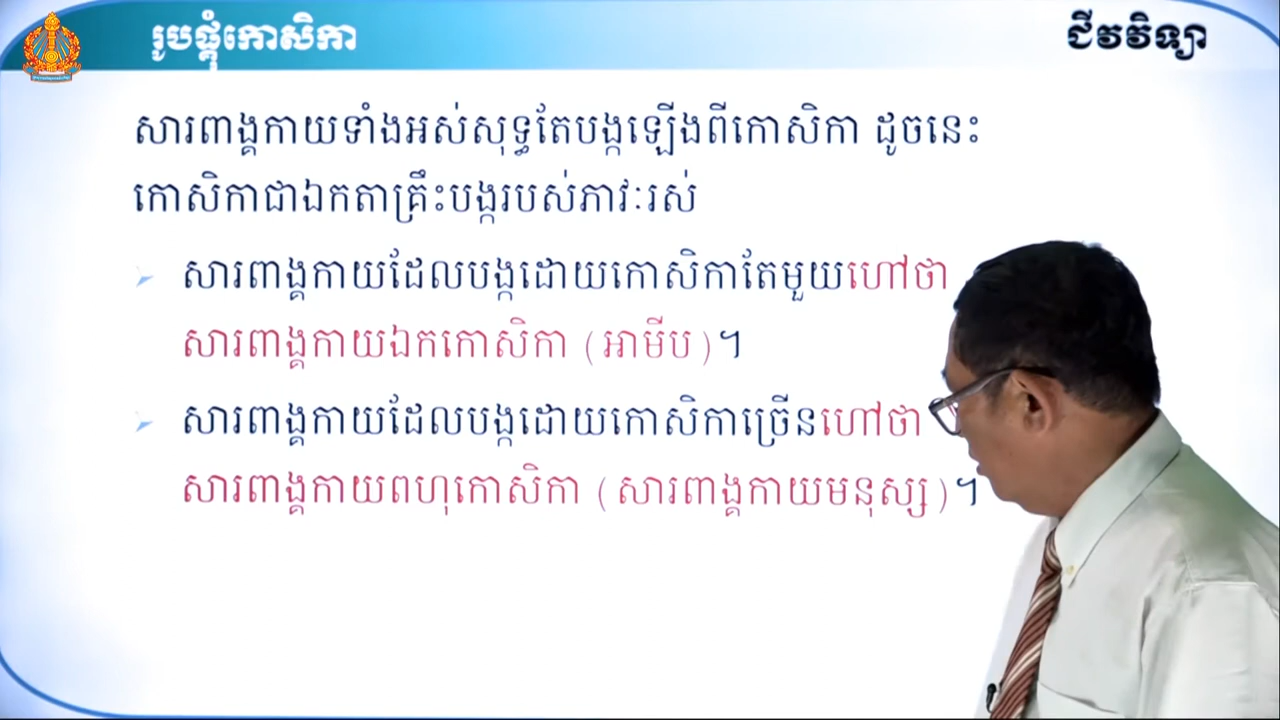 រូបផ្គុំកោសិកា
ជីវវិទ្យា
សារពាង្គកាយទាំងអស់សុទ្ធតែបង្កឡើងពីកោសិកា ដូចនេះ
កោសិកាជាឯកតាគ្រឹះបង្ករបស់ភាវៈរស់
សារពាង្គកាយដែលបង្កដោយកោសិកាតែមួយហៅថា
សារពាង្គកាយឯកកោសិកា (អាមីប)។
សារពាង្គកាយដែលបង្កដោយកោសិកាច្រើនហៅថា
សារពាង្គកាយពហុកោសិកា (សារពាង្គកាយមនុស្ស)។